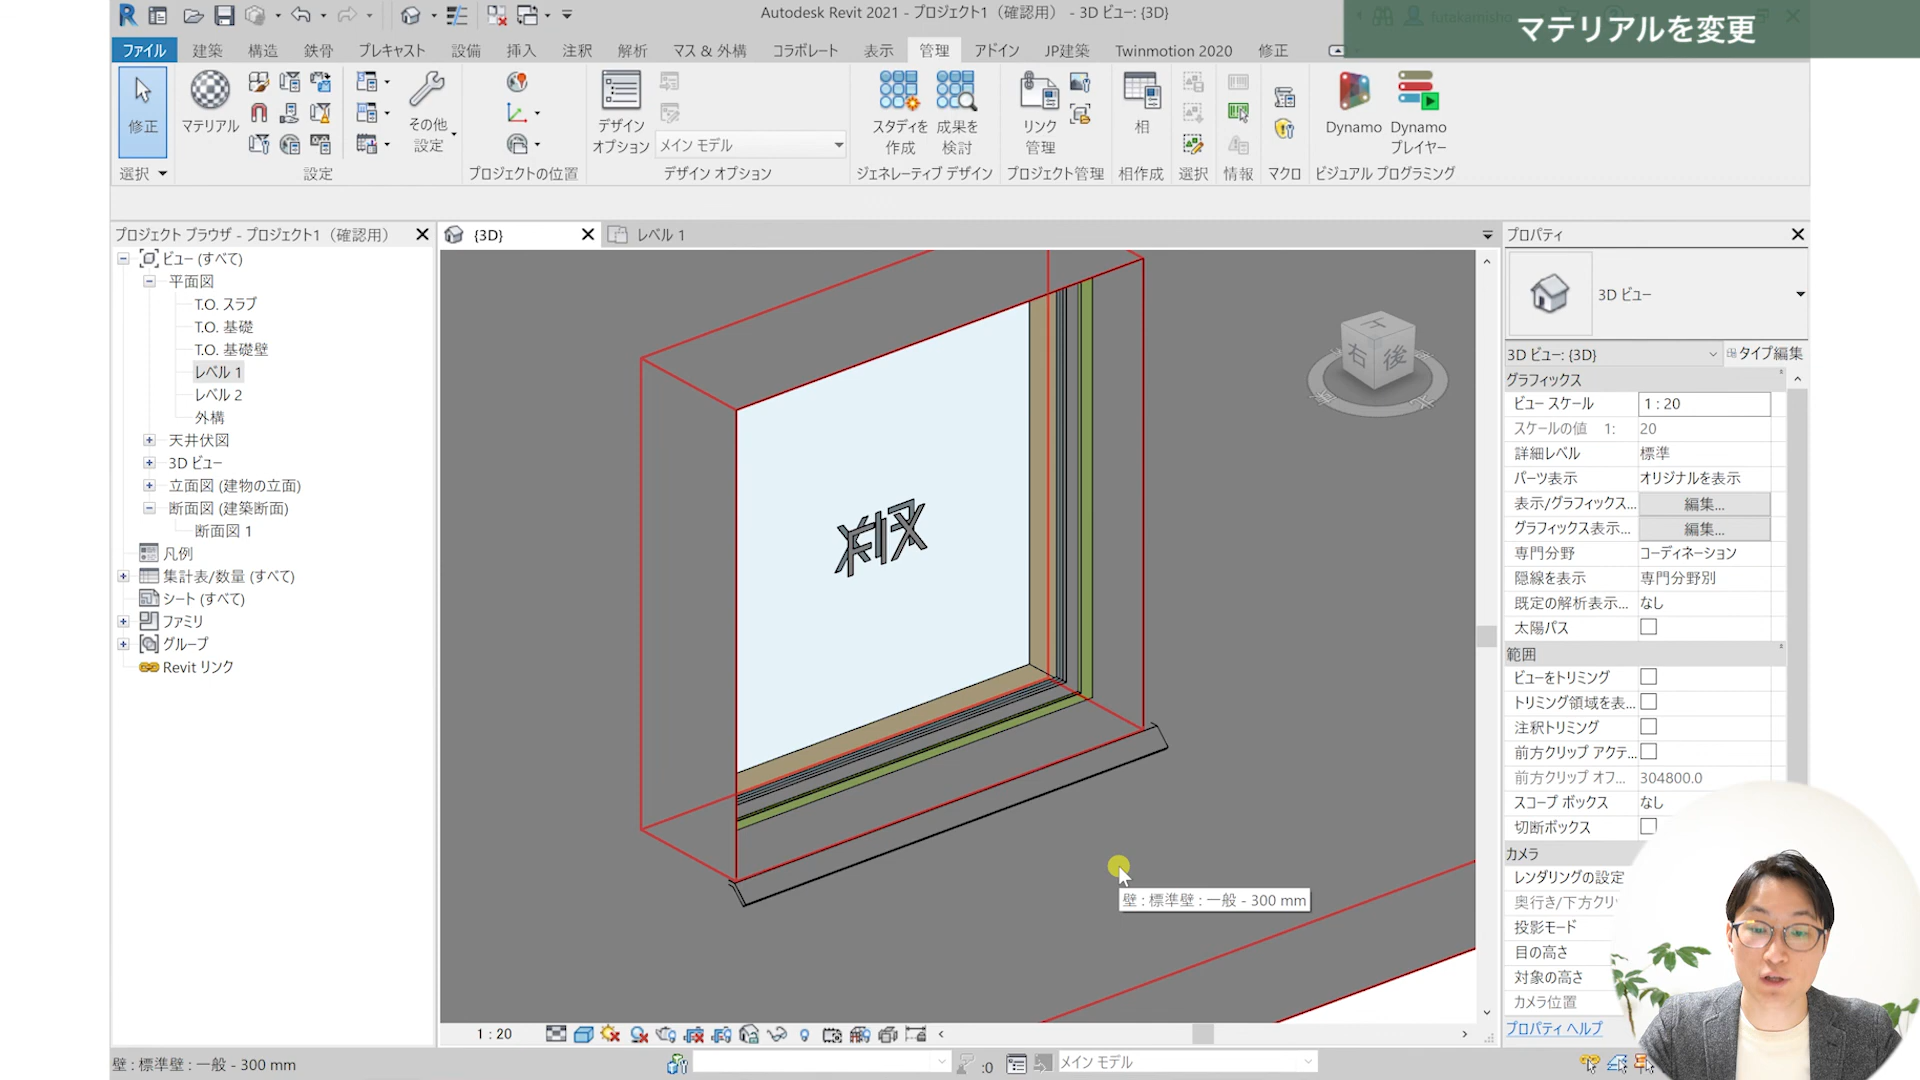 Autodesk Revit 2021 - プロジェクト1（確認用） - 3D ビュー: {3D}
マテリアルを変更
ファイル 建築 構造 鉄骨 プレキャスト 設備 挿入 注釈 解析 マス & 外構 コラボレート 表示 管理 アドイン JP建築 Twinmotion 2020 修正
修正
マテリアル
その他
設定
デザイン
オプション
メイン モデル
スタディを
作成
成果を
検討
リンク
管理
相
Dynamo
Dynamo
プレイヤー
選択 設定 プロジェクトの位置 デザイン オプション ジェネレーティブ デザイン プロジェクト管理 相作成 選択 情報 マクロ ビジュアル プログラミング
プロジェクト ブラウザ - プロジェクト1（確認用）
ビュー (すべて)
平面図
T.O. スラブ
T.O. 基礎
T.O. 基礎壁
レベル 1
レベル 2
外構
天井伏図
3D ビュー
立面図 (建物の立面)
断面図 (建築断面)
断面図 1
凡例
集計表/数量 (すべて)
シート (すべて)
ファミリ
グループ
Revit リンク
{3D}
レベル 1
下
右
後
壁 : 標準壁 : 一般 - 300 mm
プロパティ
3D ビュー
3D ビュー: {3D} タイプ編集
グラフィックス
ビュー スケール 1 : 20
スケールの値 1: 20
詳細レベル 標準
パーツ表示 オリジナルを表示
表示/グラフィックス... 編集...
グラフィックス表示... 編集...
専門分野 コーディネーション
隠線を表示 専門分野別
既定の解析表示... なし
太陽パス
範囲
ビューをトリミング
トリミング領域を表...
注釈トリミング
前方クリップ アクテ...
前方クリップ オフ... 304800.0
スコープ ボックス なし
切断ボックス
カメラ
レンダリングの設定
奥行き/下方クリ
投影モード
目の高さ
対象の高さ
カメラ位置
プロパティ ヘルプ
1 : 20
壁 : 標準壁 : 一般 - 300 mm
:0
メイン モデル